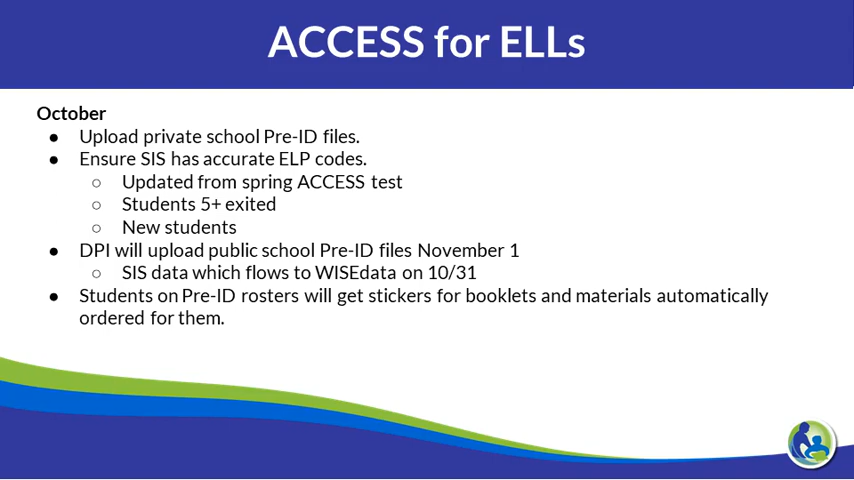 ACCESS for ELLs
October
● Upload private school Pre-ID files.
● Ensure SIS has accurate ELP codes.
○ Updated from spring ACCESS test
○ Students 5+ exited
○ New students
● DPI will upload public school Pre-ID files November 1
○ SIS data which flows to WISEdata on 10/31
● Students on Pre-ID rosters will get stickers for booklets and materials automatically
ordered for them.